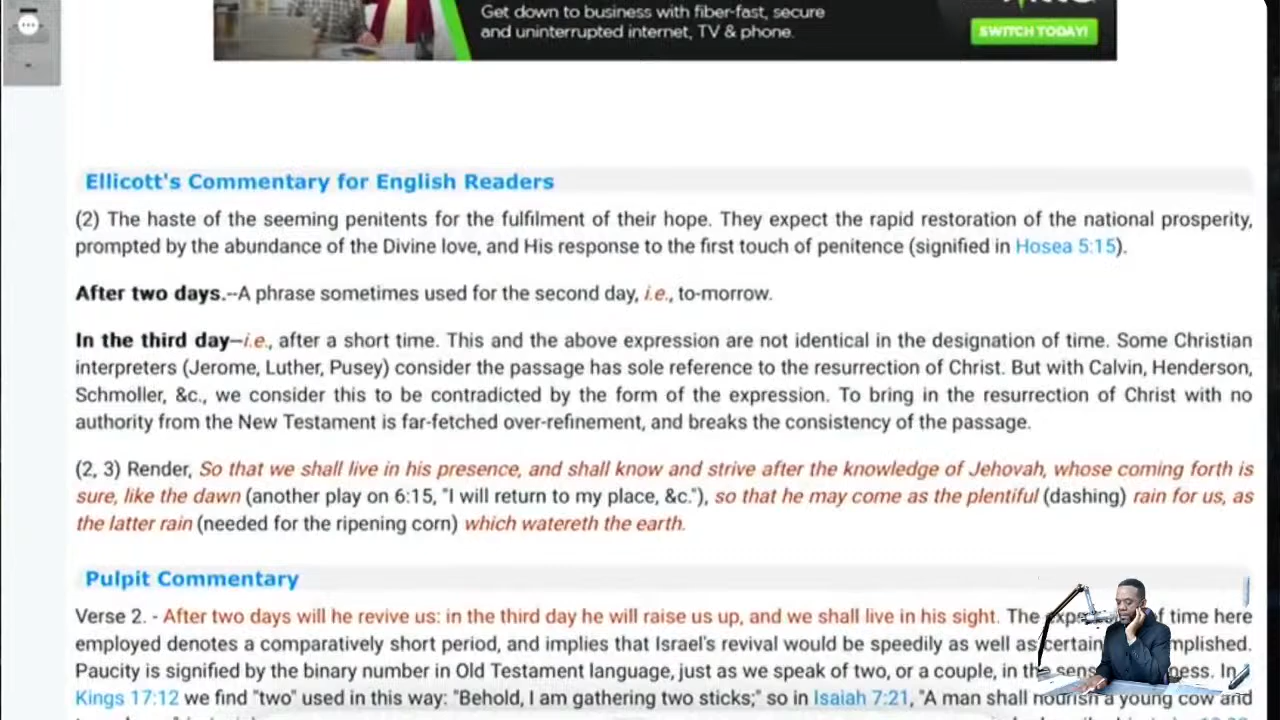 Get down to business with fiber-fast, secure
and uninterrupted internet, TV & phone.
SWITCH TODAY!
Ellicott's Commentary for English Readers
(2) The haste of the seeming penitents for the fulfilment of their hope. They expect the rapid restoration of the national prosperity,
prompted by the abundance of the Divine love, and His response to the first touch of penitence (signified in Hosea 5:15).
After two days.--A phrase sometimes used for the second day, i.e., to-morrow.
In the third day—i.e., after a short time. This and the above expression are not identical in the designation of time. Some Christian
interpreters (Jerome, Luther, Pusey) consider the passage has sole reference to the resurrection of Christ. But with Calvin, Henderson,
Schmoller, &c., we consider this to be contradicted by the form of the expression. To bring in the resurrection of Christ with no
authority from the New Testament is far-fetched over-refinement, and breaks the consistency of the passage.
(2, 3) Render, So that we shall live in his presence, and shall know and strive after the knowledge of Jehovah, whose coming forth is
sure, like the dawn (another play on 6:15, "I will return to my place, &c."), so that he may come as the plentiful (dashing) rain for us, as
the latter rain (needed for the ripening corn) which watereth the earth.
Pulpit Commentary
Verse 2. - After two days will he revive us: in the third day he will raise us up, and we shall live in his sight. The of time here
employed denotes a comparatively short period, and implies that Israel's revival would be speedily as well as certain
Paucity is signified by the binary number in Old Testament language, just as we speak of two, or a couple, in the In
Kings 17:12 we find "two" used in this way: "Behold, I am gathering two sticks;" so in Isaiah 7:21, "A man shall nourish a young cow and